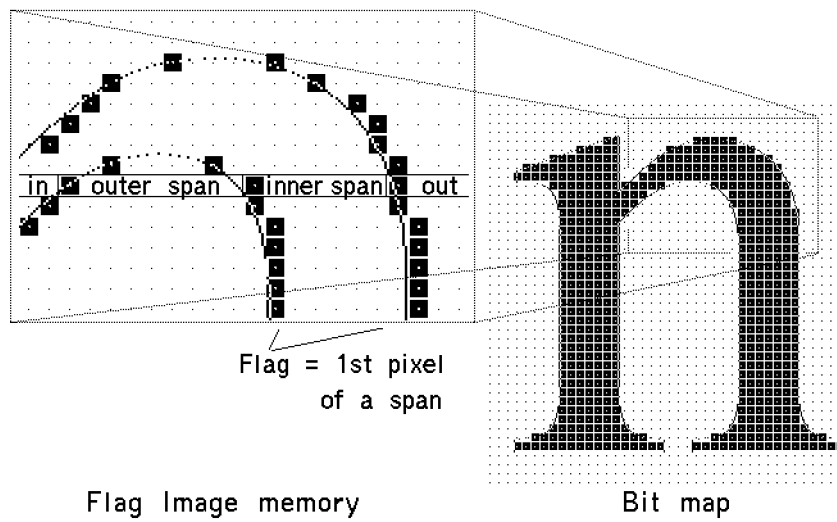 in outer span inner span out
Flag = 1st pixel
of a span
n
Flag Image memory
Bit map